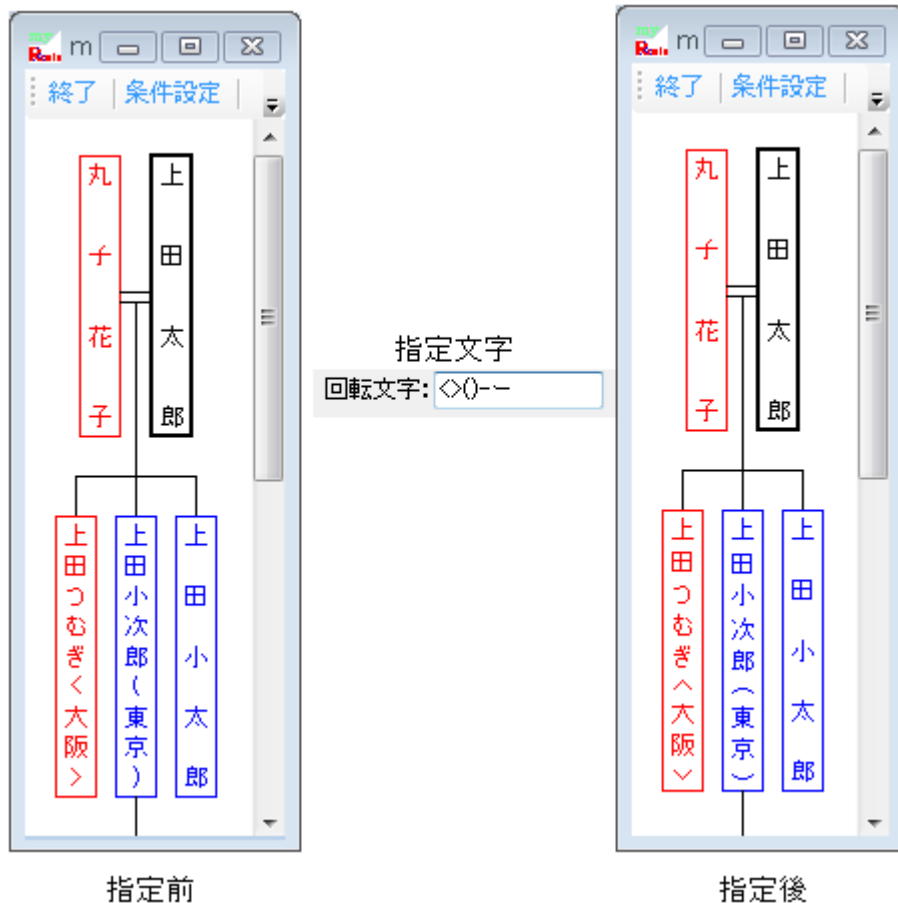 my
Route
m
終了
条件設定
丸子花子
上田太郎
上田つむぎ<大阪>
上田小次郎(東京)
上田小太郎
指定前
指定文字
回転文字:
<>()-ー
m
終了
条件設定
丸子花子
上田太郎
上田つむぎ<大阪>
上田小次郎(東京)
上田小太郎
指定後